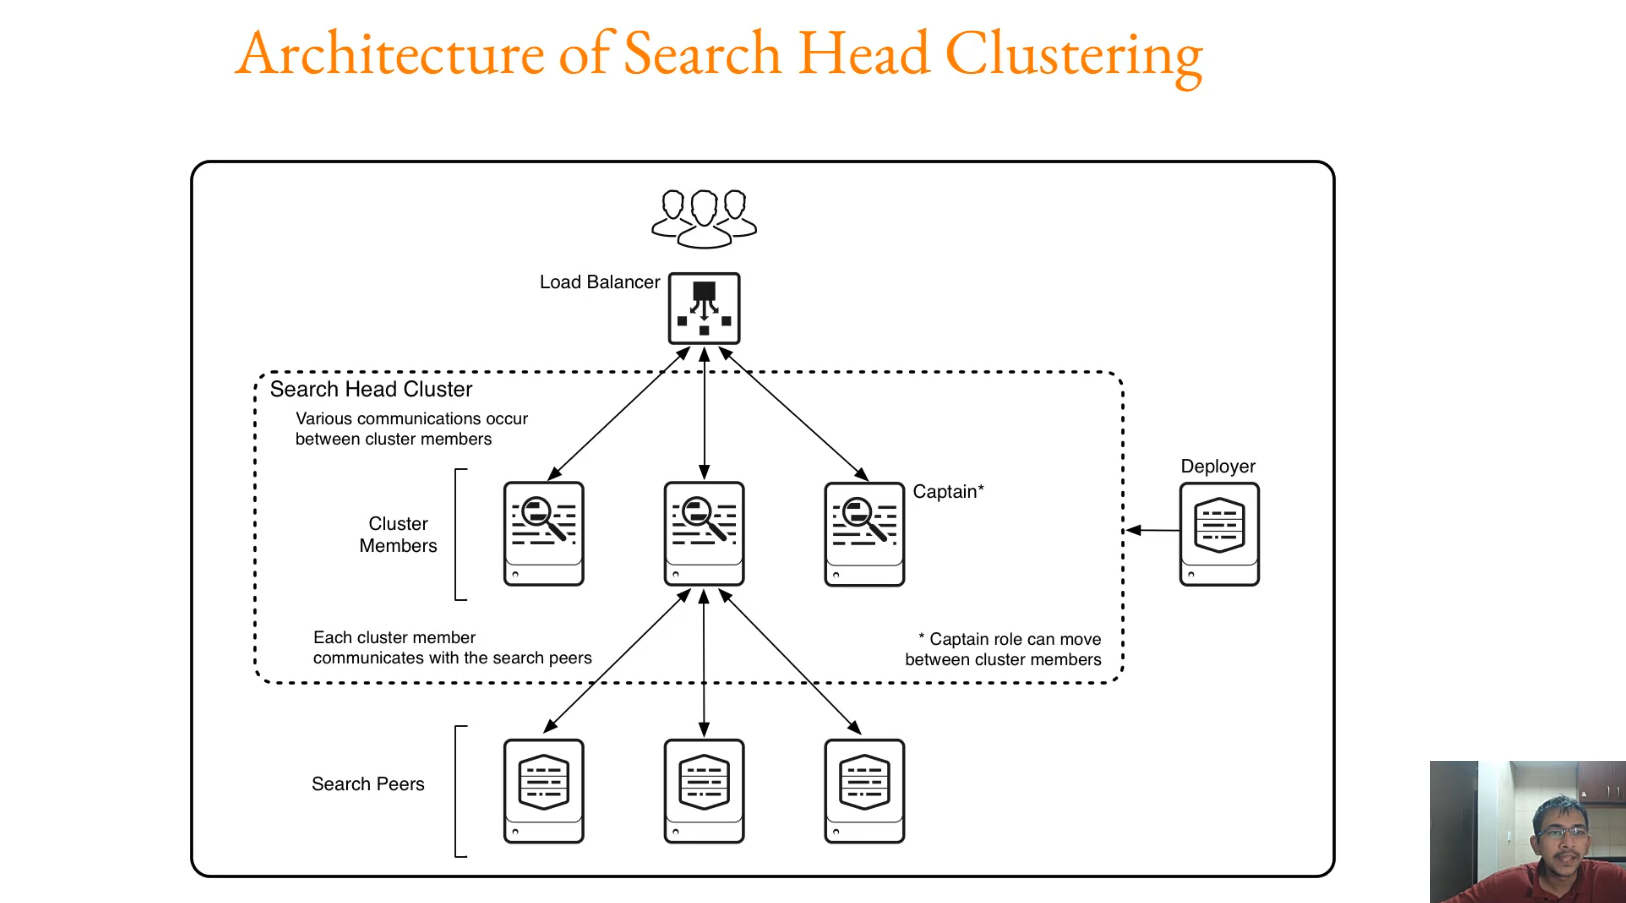 Architecture of Search Head Clustering
Load Balancer
Search Head Cluster
Various communications occur
between cluster members
Deployer
Captain*
Cluster
Members
Each cluster member
communicates with the search peers
* Captain role can move
between cluster members
Search Peers